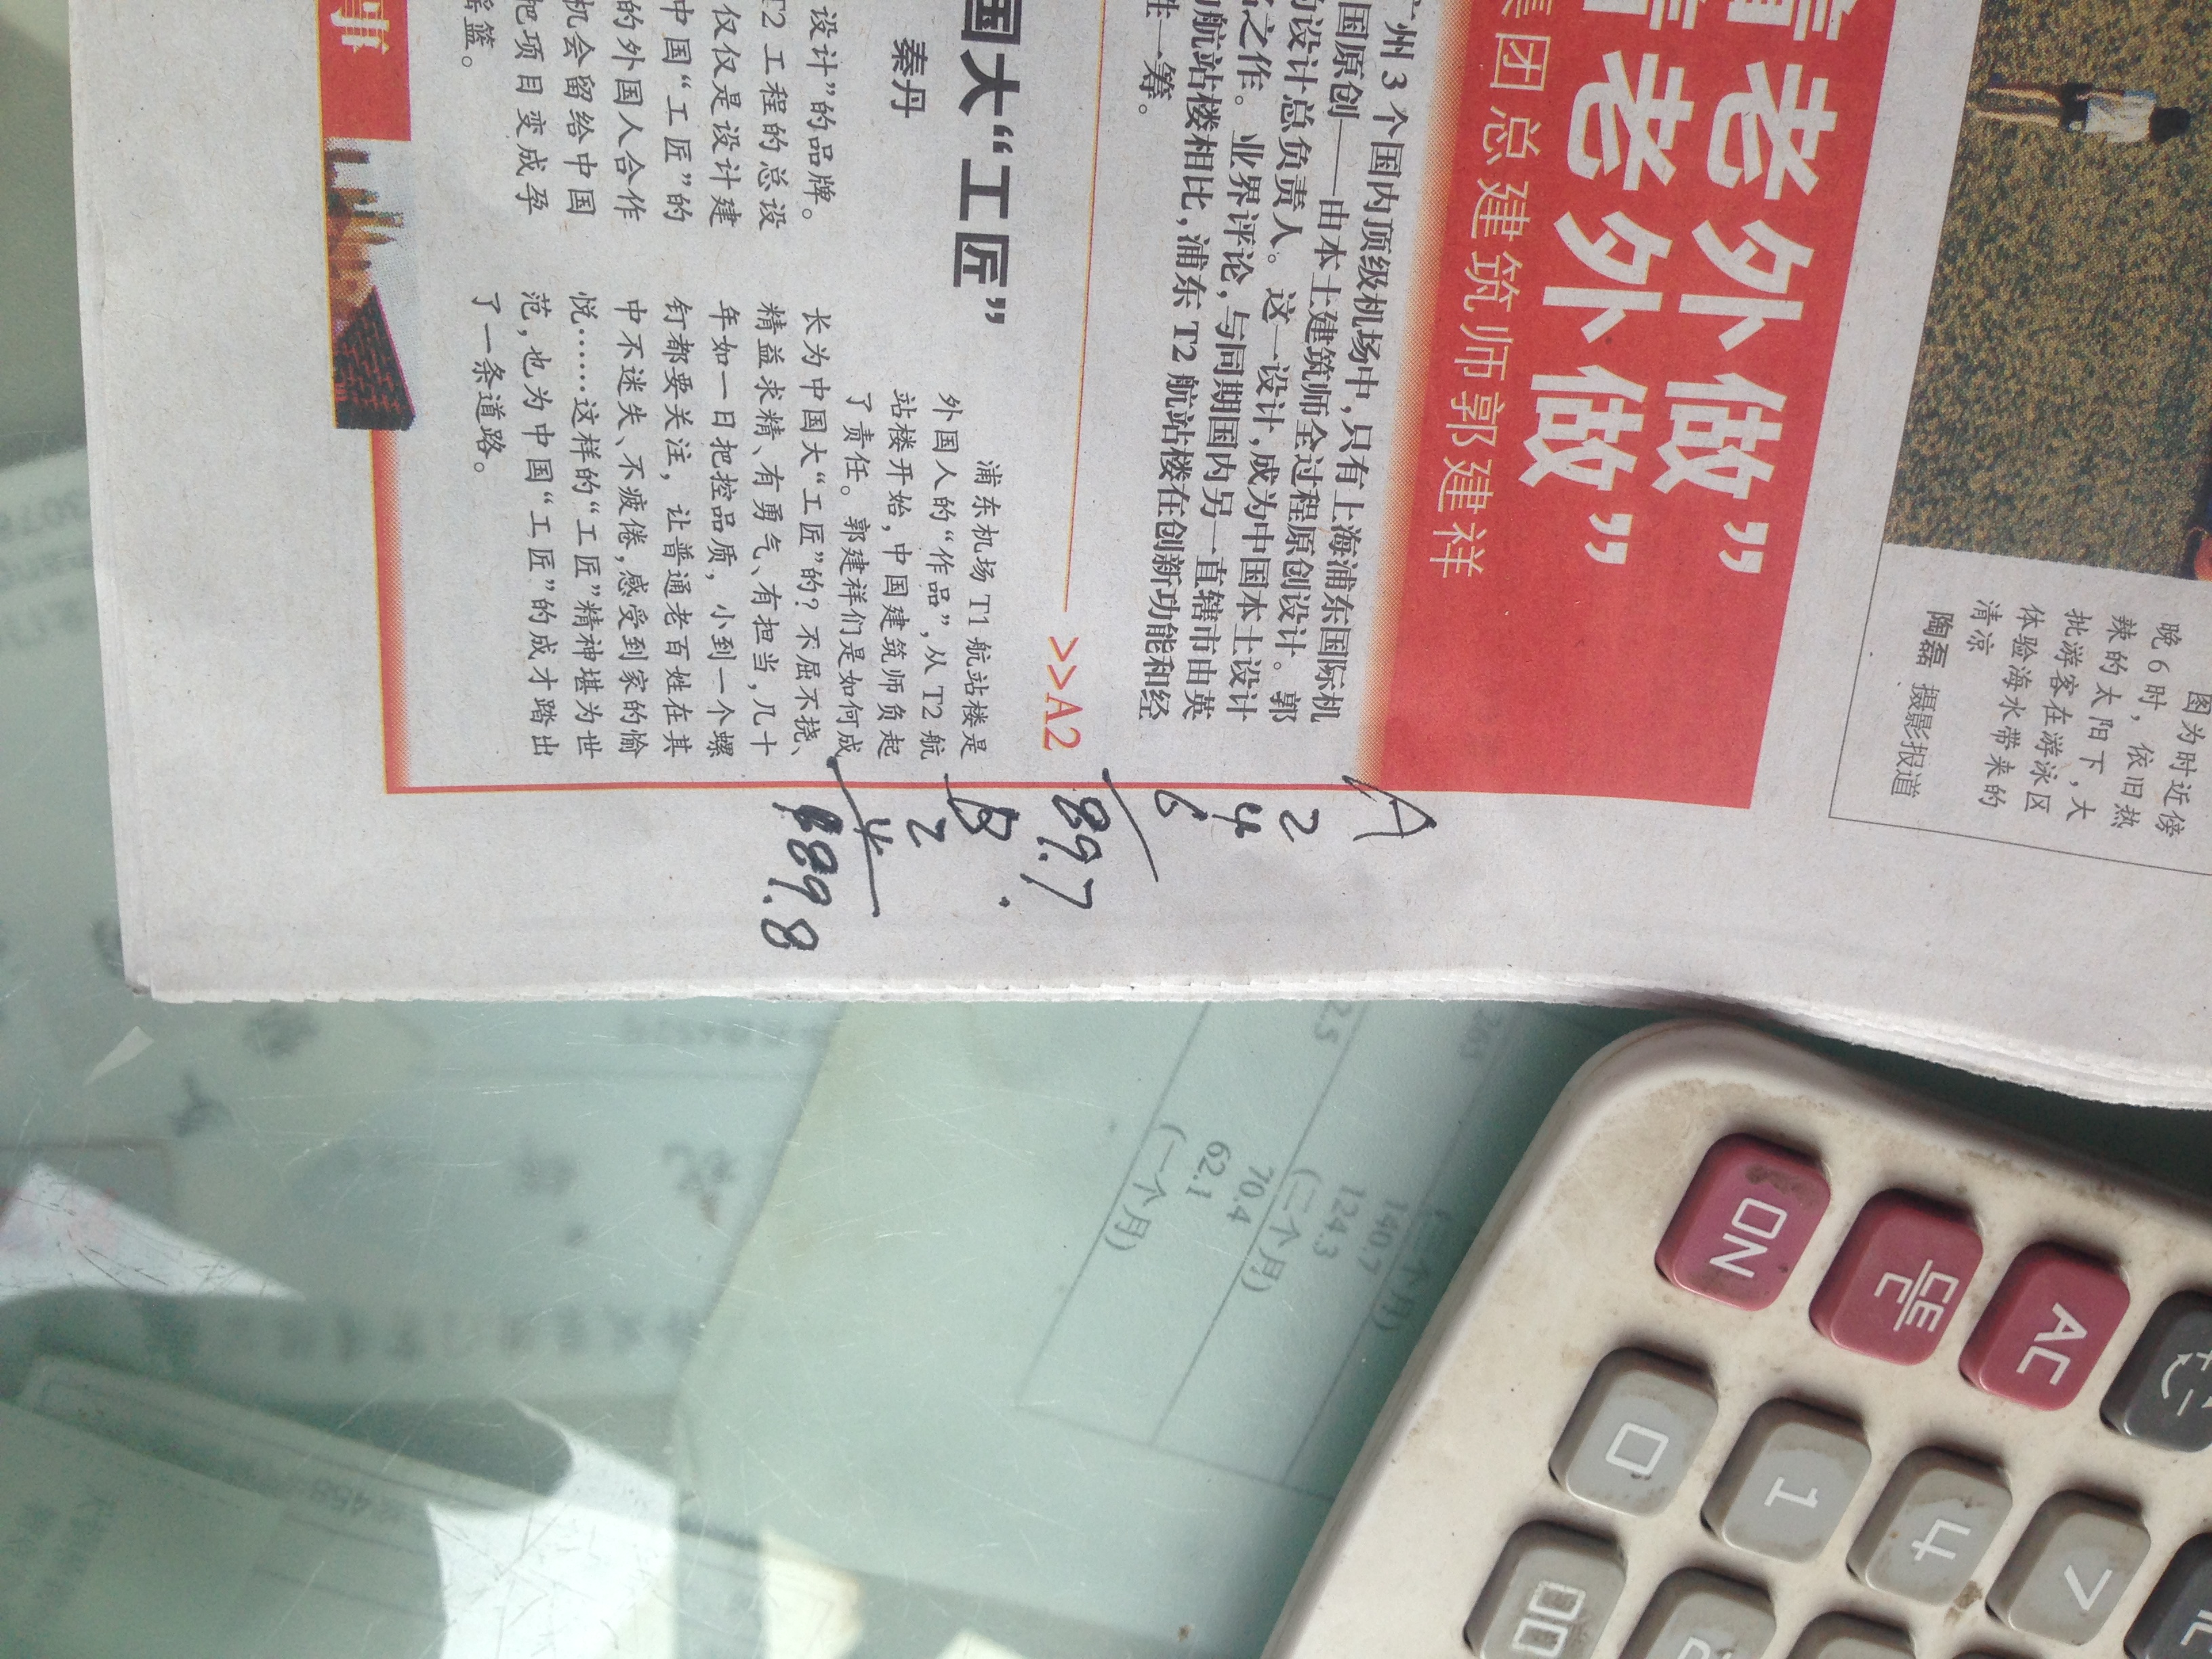 因为时近傍
晚6时，依旧热
辣的太阳下，大
批游客在游泳区
体验海水带来的
清凉
陶磊 摄影报道
老外做”
老外做”
集团总建筑师郭建祥
州3个国内顶级机场中，只有上海浦东国际机
国原创——由本土建筑师全过程原创设计。郭
设计总负责人。这一设计，成为中国本土设计
之作。业界评论，与同期国内另一直辖市由英
航站楼相比，浦东T2航站楼在创新功能和经
胜一筹。
>>A2
国大“工匠”
秦丹
浦东机场T1航站楼是
外国人的“作品”，从T2航
站楼开始，中国建筑师负起
了责任。郭建祥们是如何成
长为中国大“工匠”的？不屈不挠、
精益求精、有勇气、有担当，几十
年如一日把控品质，小到一个螺
钉都要关注，让普通老百姓在其
中不迷失、不疲倦，感受到家的愉
悦……这样的“工匠”精神堪为世
范，也为中国“工匠”的成才踏出
了一条道路。
设计”的品牌。
T2工程的总设
仅仅是设计建
中国“工匠”的
的外国人合作
机会留给中国
把项目变成孕
事
A
2
4
6
89.7
B
2
4
89.8
265
(二个月)
140.7
124.3
(二个月)
70.4
62.1
(一个月)
ON
CE
C
AC
0
00
1
2
4
7